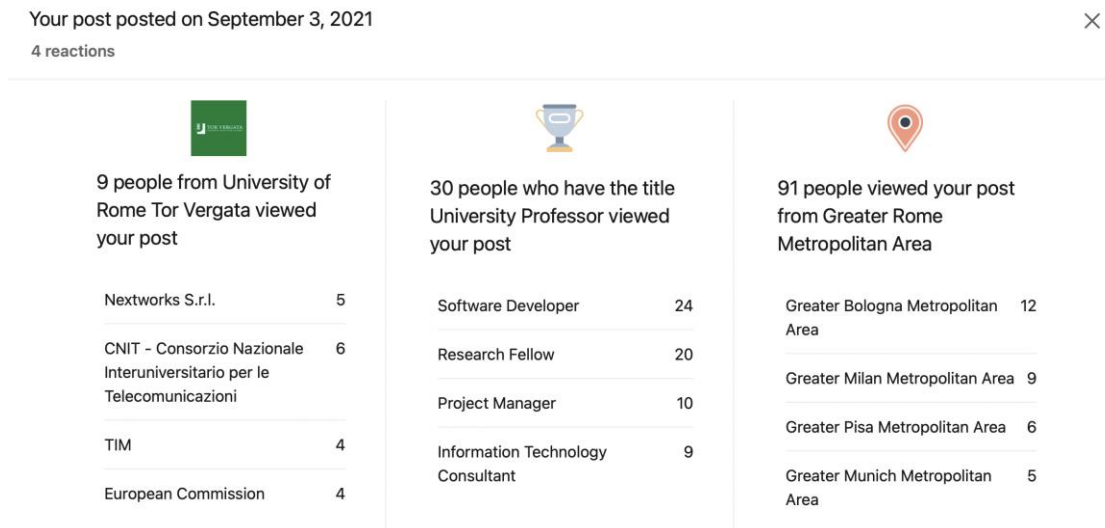 Your post posted on September 3, 2021
4 reactions
TOR VERGATA
9 people from University of
Rome Tor Vergata viewed
your post
Nextworks S.r.l. 5
CNIT - Consorzio Nazionale 6
Interuniversitario per le
Telecomunicazioni
TIM 4
European Commission 4
30 people who have the title
University Professor viewed
your post
Software Developer 24
Research Fellow 20
Project Manager 10
Information Technology 9
Consultant
91 people viewed your post
from Greater Rome
Metropolitan Area
Greater Bologna Metropolitan 12
Area
Greater Milan Metropolitan Area 9
Greater Pisa Metropolitan Area 6
Greater Munich Metropolitan 5
Area